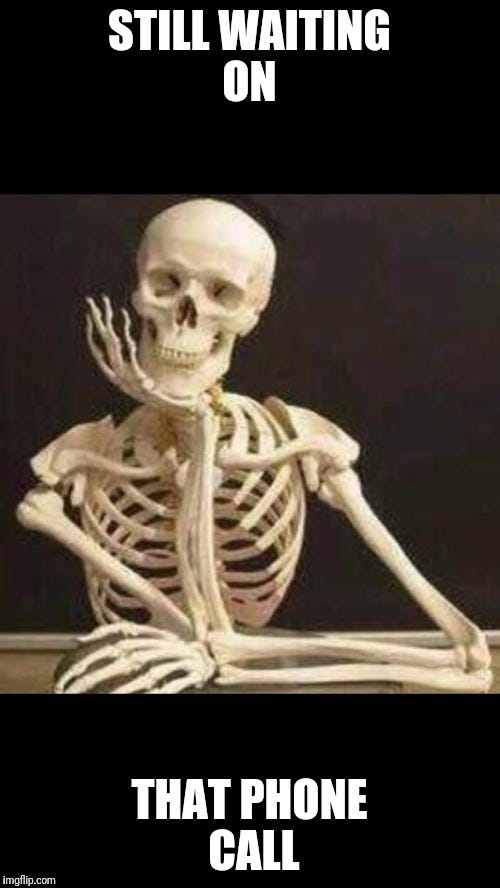 STILL WAITING
ON
THAT PHONE
CALL
imgflip.com